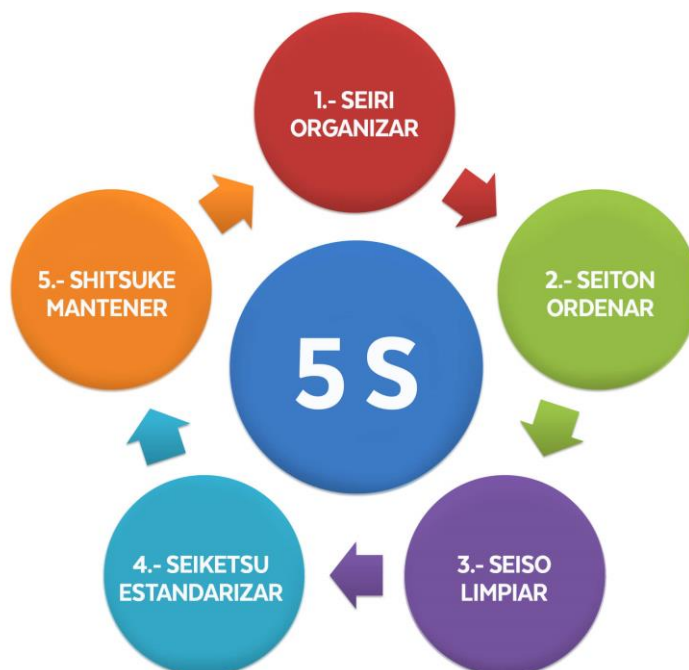 1.- SEIRI
ORGANIZAR
2.- SEITON
ORDENAR
3.- SEISO
LIMPIAR
4.- SEIKETSU
ESTANDARIZAR
5.- SHITSUKE
MANTENER
5 S